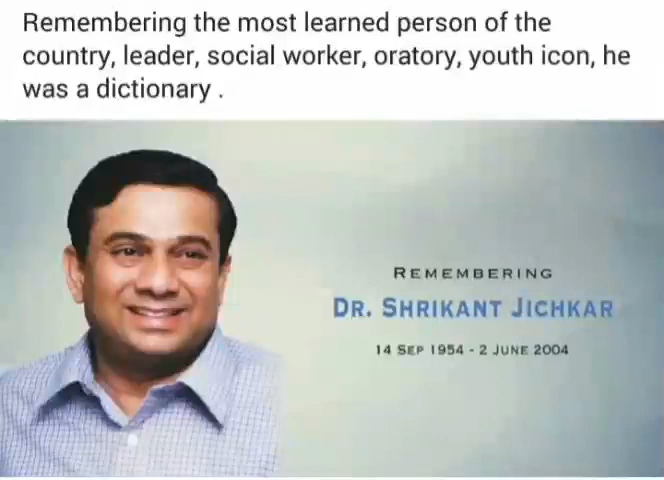 Remembering the most learned person of the
country, leader, social worker, oratory, youth icon, he
was a dictionary .
REMEMBERING
DR. SHRIKANT JICHKAR
14 SEP 1954 - 2 JUNE 2004